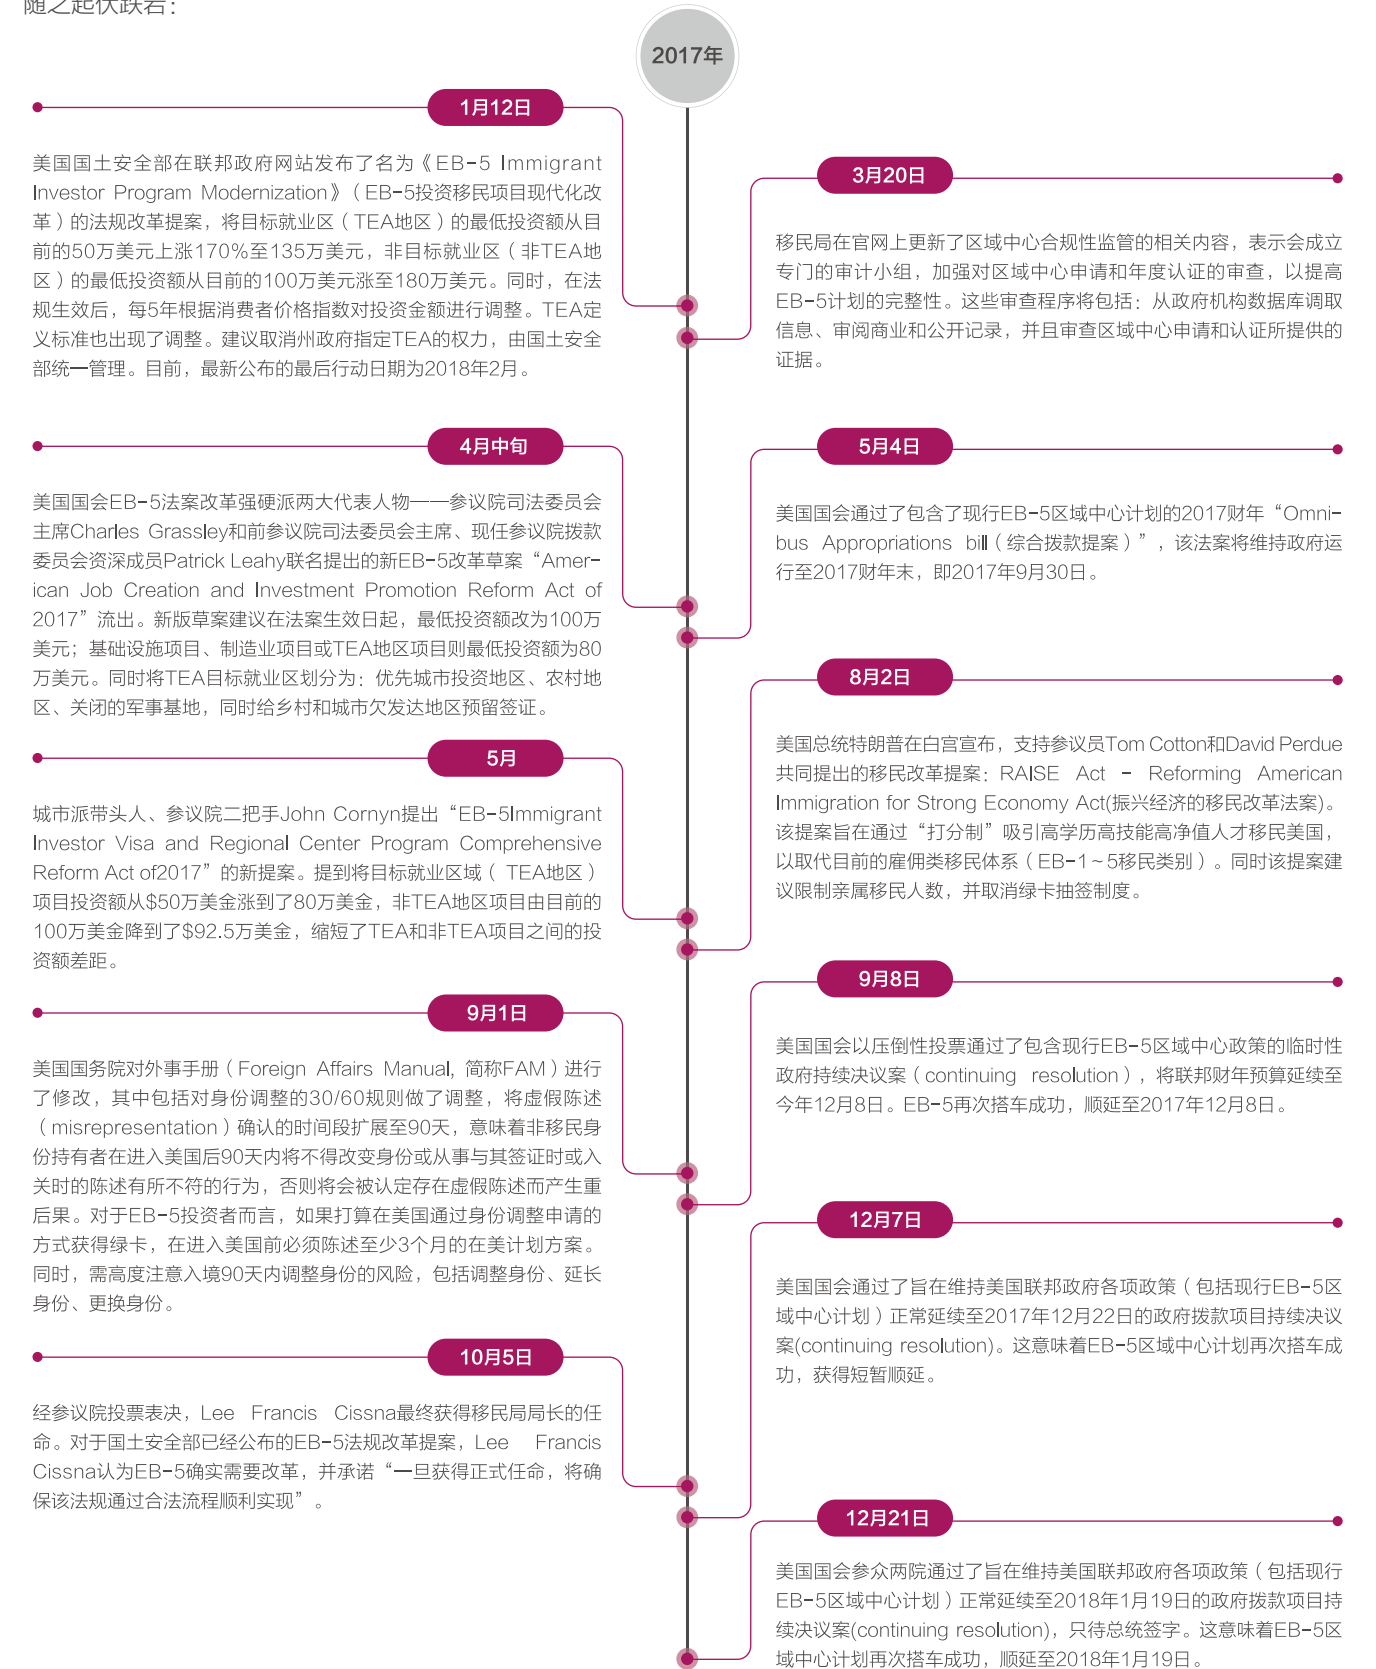 随之起伏跌宕：
2017年
1月12日
美国国土安全部在联邦政府网站发布了名为《EB-5 Immigrant
Investor Program Modernization》（EB-5投资移民项目现代化改
革）的法规改革提案，将目标就业区（TEA地区）的最低投资额从目
前的50万美元上涨170%至135万美元，非目标就业区（非TEA地
区）的最低投资额从目前的100万美元涨至180万美元。同时，在法
规生效后，每5年根据消费者价格指数对投资金额进行调整。TEA定
义标准也出现了调整。建议取消州政府指定TEA的权力，由国土安全
部统一管理。目前，最新公布的最后行动日期为2018年2月。
3月20日
移民局在官网上更新了区域中心合规性监管的相关内容，表示会成立
专门的审计小组，加强对区域中心申请和年度认证的审查，以提高
EB-5计划的完整性。这些审查程序将包括：从政府机构数据库调取
信息、审阅商业和公开记录，并且审查区域中心申请和认证所提供的
证据。
4月中旬
美国国会EB-5法案改革强硬派两大代表人物——参议院司法委员会
主席Charles Grassley和前参议院司法委员会主席、现任参议院拨款
委员会资深成员Patrick Leahy联名提出的新EB-5改革草案“Amer-
ican Job Creation and Investment Promotion Reform Act of
2017”流出。新版草案建议在法案生效日起，最低投资额改为100万
美元；基础设施项目、制造业项目或TEA地区项目则最低投资额为80
万美元。同时将TEA目标就业区划分为：优先城市投资地区、农村地
区、关闭的军事基地，同时给乡村和城市欠发达地区预留签证。
5月4日
美国国会通过了包含了现行EB-5区域中心计划的2017财年“Omni-
bus Appropriations bill（综合拨款提案）”，该法案将维持政府运
行至2017财年末，即2017年9月30日。
5月
城市派带头人、参议院二把手John Cornyn提出“EB-5Immigrant
Investor Visa and Regional Center Program Comprehensive
Reform Act of2017”的新提案。提到将目标就业区域（ TEA地区）
项目投资额从$50万美金涨到了80万美金，非TEA地区项目由目前的
100万美金降到了$92.5万美金，缩短了TEA和非TEA项目之间的投
资额差距。
8月2日
美国总统特朗普在白宫宣布，支持参议员Tom Cotton和David Perdue
共同提出的移民改革提案：RAISE Act - Reforming American
Immigration for Strong Economy Act(振兴经济的移民改革法案)。
该提案旨在通过“打分制”吸引高学历高技能高净值人才移民美国，
以取代目前的雇佣类移民体系（EB-1~5移民类别）。同时该提案建
议限制亲属移民人数，并取消绿卡抽签制度。
9月1日
美国国务院对外事手册（Foreign Affairs Manual, 简称FAM）进行
了修改，其中包括对身份调整的30/60规则做了调整，将虚假陈述
（misrepresentation）确认的时间段扩展至90天，意味着非移民身
份持有者在进入美国后90天内将不得改变身份或从事与其签证时或入
关时的陈述有所不符的行为，否则将会被认定存在虚假陈述而产生重
后果。对于EB-5投资者而言，如果打算在美国通过身份调整申请的
方式获得绿卡，在进入美国前必须陈述至少3个月的在美计划方案。
同时，需高度注意入境90天内调整身份的风险，包括调整身份、延长
身份、更换身份。
9月8日
美国国会以压倒性投票通过了包含现行EB-5区域中心政策的临时性
政府持续决议案（continuing resolution），将联邦财年预算延续至
今年12月8日。EB-5再次搭车成功，顺延至2017年12月8日。
12月7日
美国国会通过了旨在维持美国联邦政府各项政策（包括现行EB-5区
域中心计划）正常延续至2017年12月22日的政府拨款项目持续决议
案(continuing resolution)。这意味着EB-5区域中心计划再次搭车成
功，获得短暂顺延。
10月5日
经参议院投票表决，Lee Francis Cissna最终获得移民局局长的任
命。对于国土安全部已经公布的EB-5法规改革提案，Lee Francis
Cissna认为EB-5确实需要改革，并承诺“一旦获得正式任命，将确
保该法规通过合法流程顺利实现”。
12月21日
美国国会参众两院通过了旨在维持美国联邦政府各项政策（包括现行
EB-5区域中心计划）正常延续至2018年1月19日的政府拨款项目持
续决议案(continuing resolution)，只待总统签字。这意味着EB-5区
域中心计划再次搭车成功，顺延至2018年1月19日。